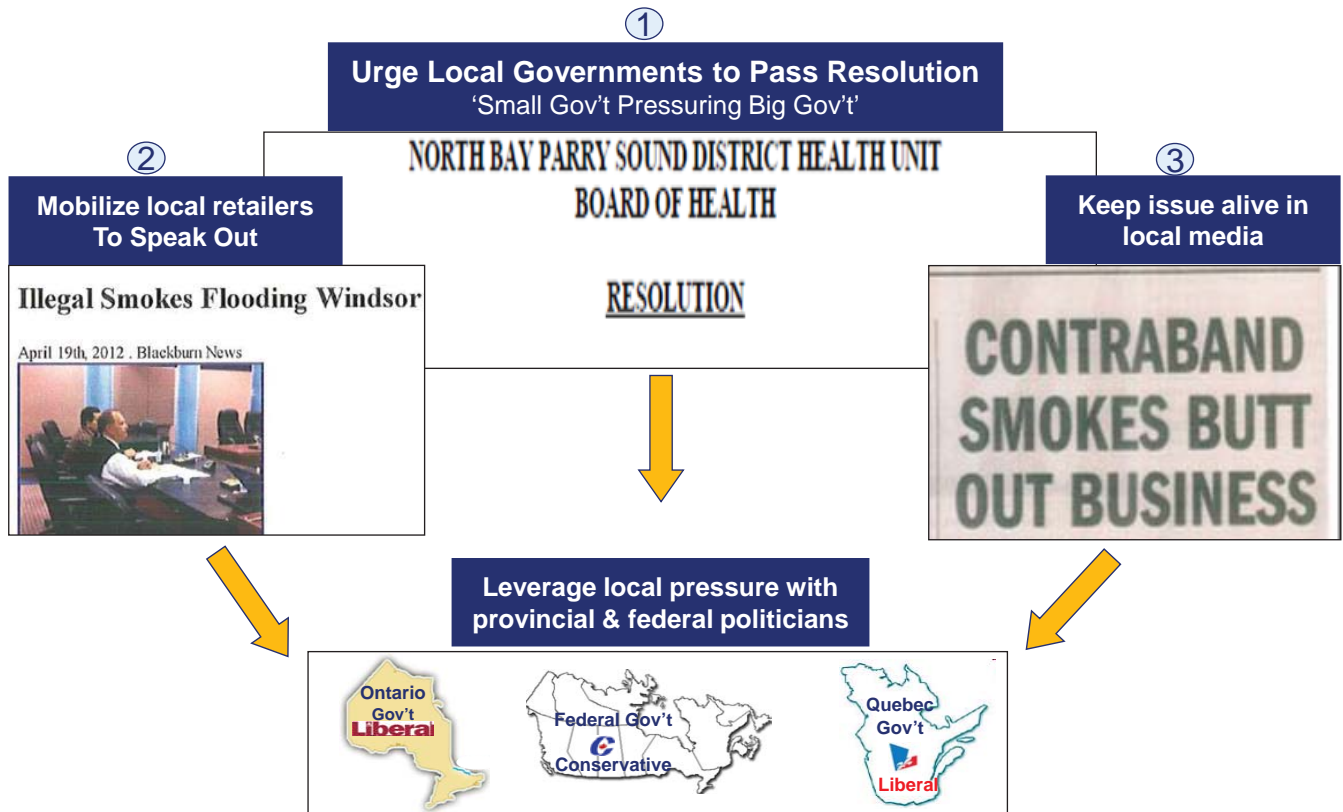 1
Urge Local Governments to Pass Resolution
‘Small Gov’t Pressuring Big Gov’t’
NORTH BAY PARRY SOUND DISTRICT HEALTH UNIT
BOARD OF HEALTH
RESOLUTION
2
Mobilize local retailers
To Speak Out
Illegal Smokes Flooding Windsor
April 19th, 2012 . Blackburn News
3
Keep issue alive in
local media
CONTRABAND
SMOKES BUTT
OUT BUSINESS
Leverage local pressure with
provincial & federal politicians
Ontario
Gov’t
Liberal
Federal Gov’t
C
Conservative
Quebec
Gov’t
Liberal